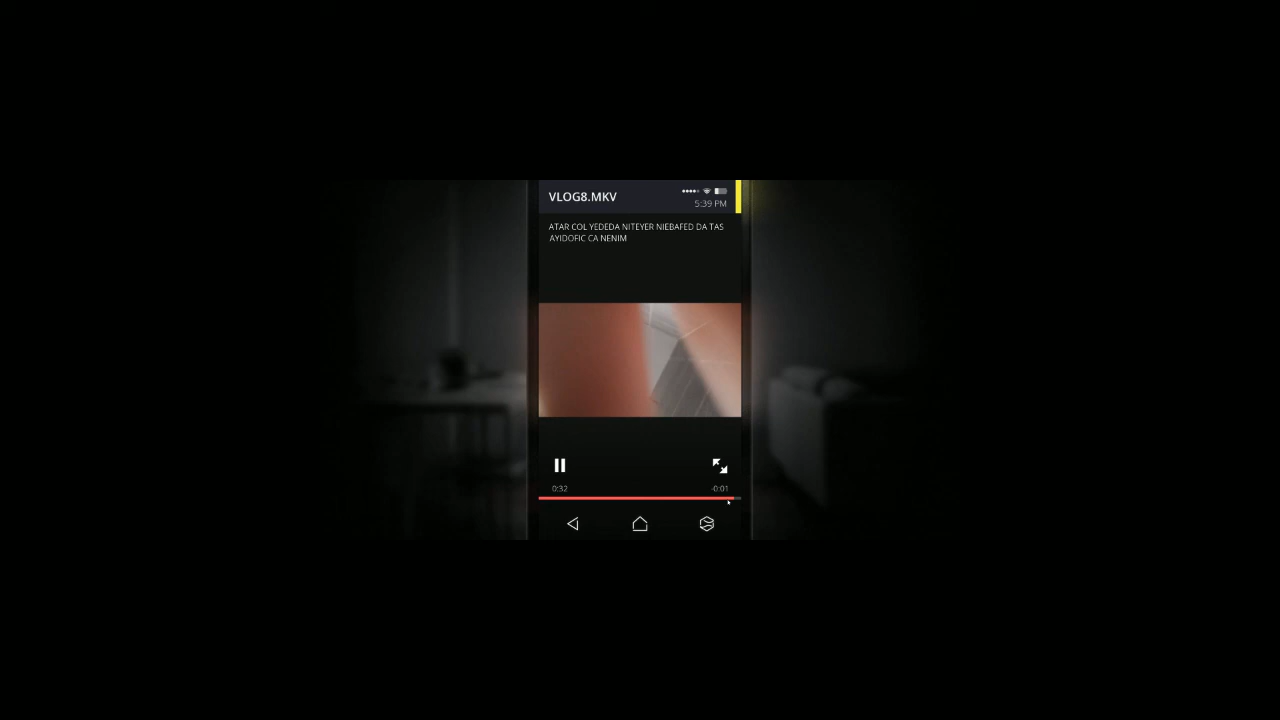 VLOG8.MKV
5:39 PM
ATAR COL YEDEDA NITEYER NIEBAFED DA TAS
AYIDOFIC CA NENIM
0:32
-0:01